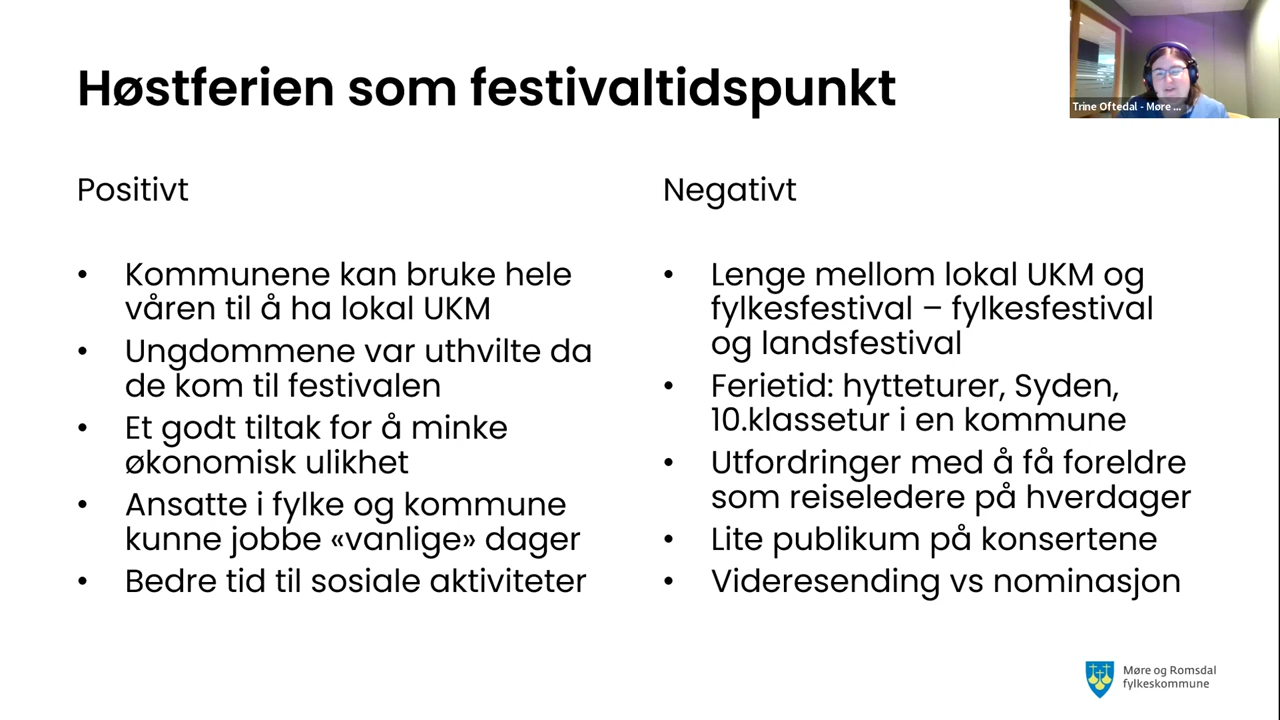 Høstferien som festivaltidspunkt
Trine Oftedal - Møre ...
Positivt
• Kommunene kan bruke hele
våren til å ha lokal UKM
• Ungdommene var uthvilte da
de kom til festivalen
• Et godt tiltak for å minke
økonomisk ulikhet
• Ansatte i fylke og kommune
kunne jobbe «vanlige» dager
• Bedre tid til sosiale aktiviteter
Negativt
• Lenge mellom lokal UKM og
fylkesfestival – fylkesfestival
og landsfestival
• Ferietid: hytteturer, Syden,
10.klassetur i en kommune
• Utfordringer med å få foreldre
som reiseledere på hverdager
• Lite publikum på konsertene
• Videresending vs nominasjon
Møre og Romsdal
fylkeskommune